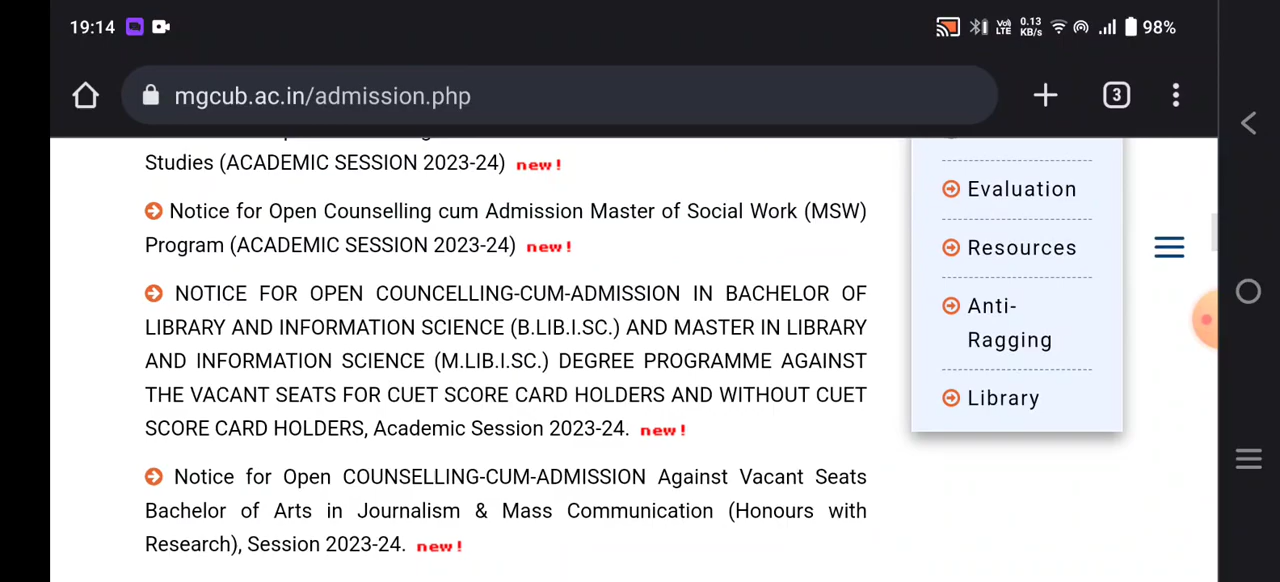 19:14 Vol LTE 0.13 KB/s 98%
mgcub.ac.in/admission.php 3
Studies (ACADEMIC SESSION 2023-24) new!
Notice for Open Counselling cum Admission Master of Social Work (MSW)
Program (ACADEMIC SESSION 2023-24) new!
NOTICE FOR OPEN COUNCELLING-CUM-ADMISSION IN BACHELOR OF
LIBRARY AND INFORMATION SCIENCE (B.LIB.I.SC.) AND MASTER IN LIBRARY
AND INFORMATION SCIENCE (M.LIB.I.SC.) DEGREE PROGRAMME AGAINST
THE VACANT SEATS FOR CUET SCORE CARD HOLDERS AND WITHOUT CUET
SCORE CARD HOLDERS, Academic Session 2023-24. new!
Notice for Open COUNSELLING-CUM-ADMISSION Against Vacant Seats
Bachelor of Arts in Journalism & Mass Communication (Honours with
Research), Session 2023-24. new!
Evaluation
Resources
Anti-
Ragging
Library